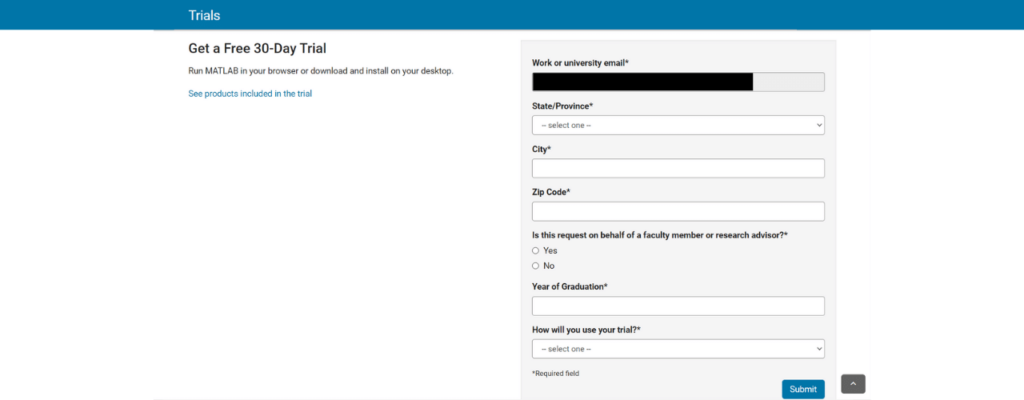 Trials
Get a Free 30-Day Trial
Run MATLAB in your browser or download and install on your desktop.
See products included in the trial
Work or university email*
State/Province*
-- select one --
City*
Zip Code*
Is this request on behalf of a faculty member or research advisor?*
Yes
No
Year of Graduation*
How will you use your trial?*
-- select one --
*Required field
Submit